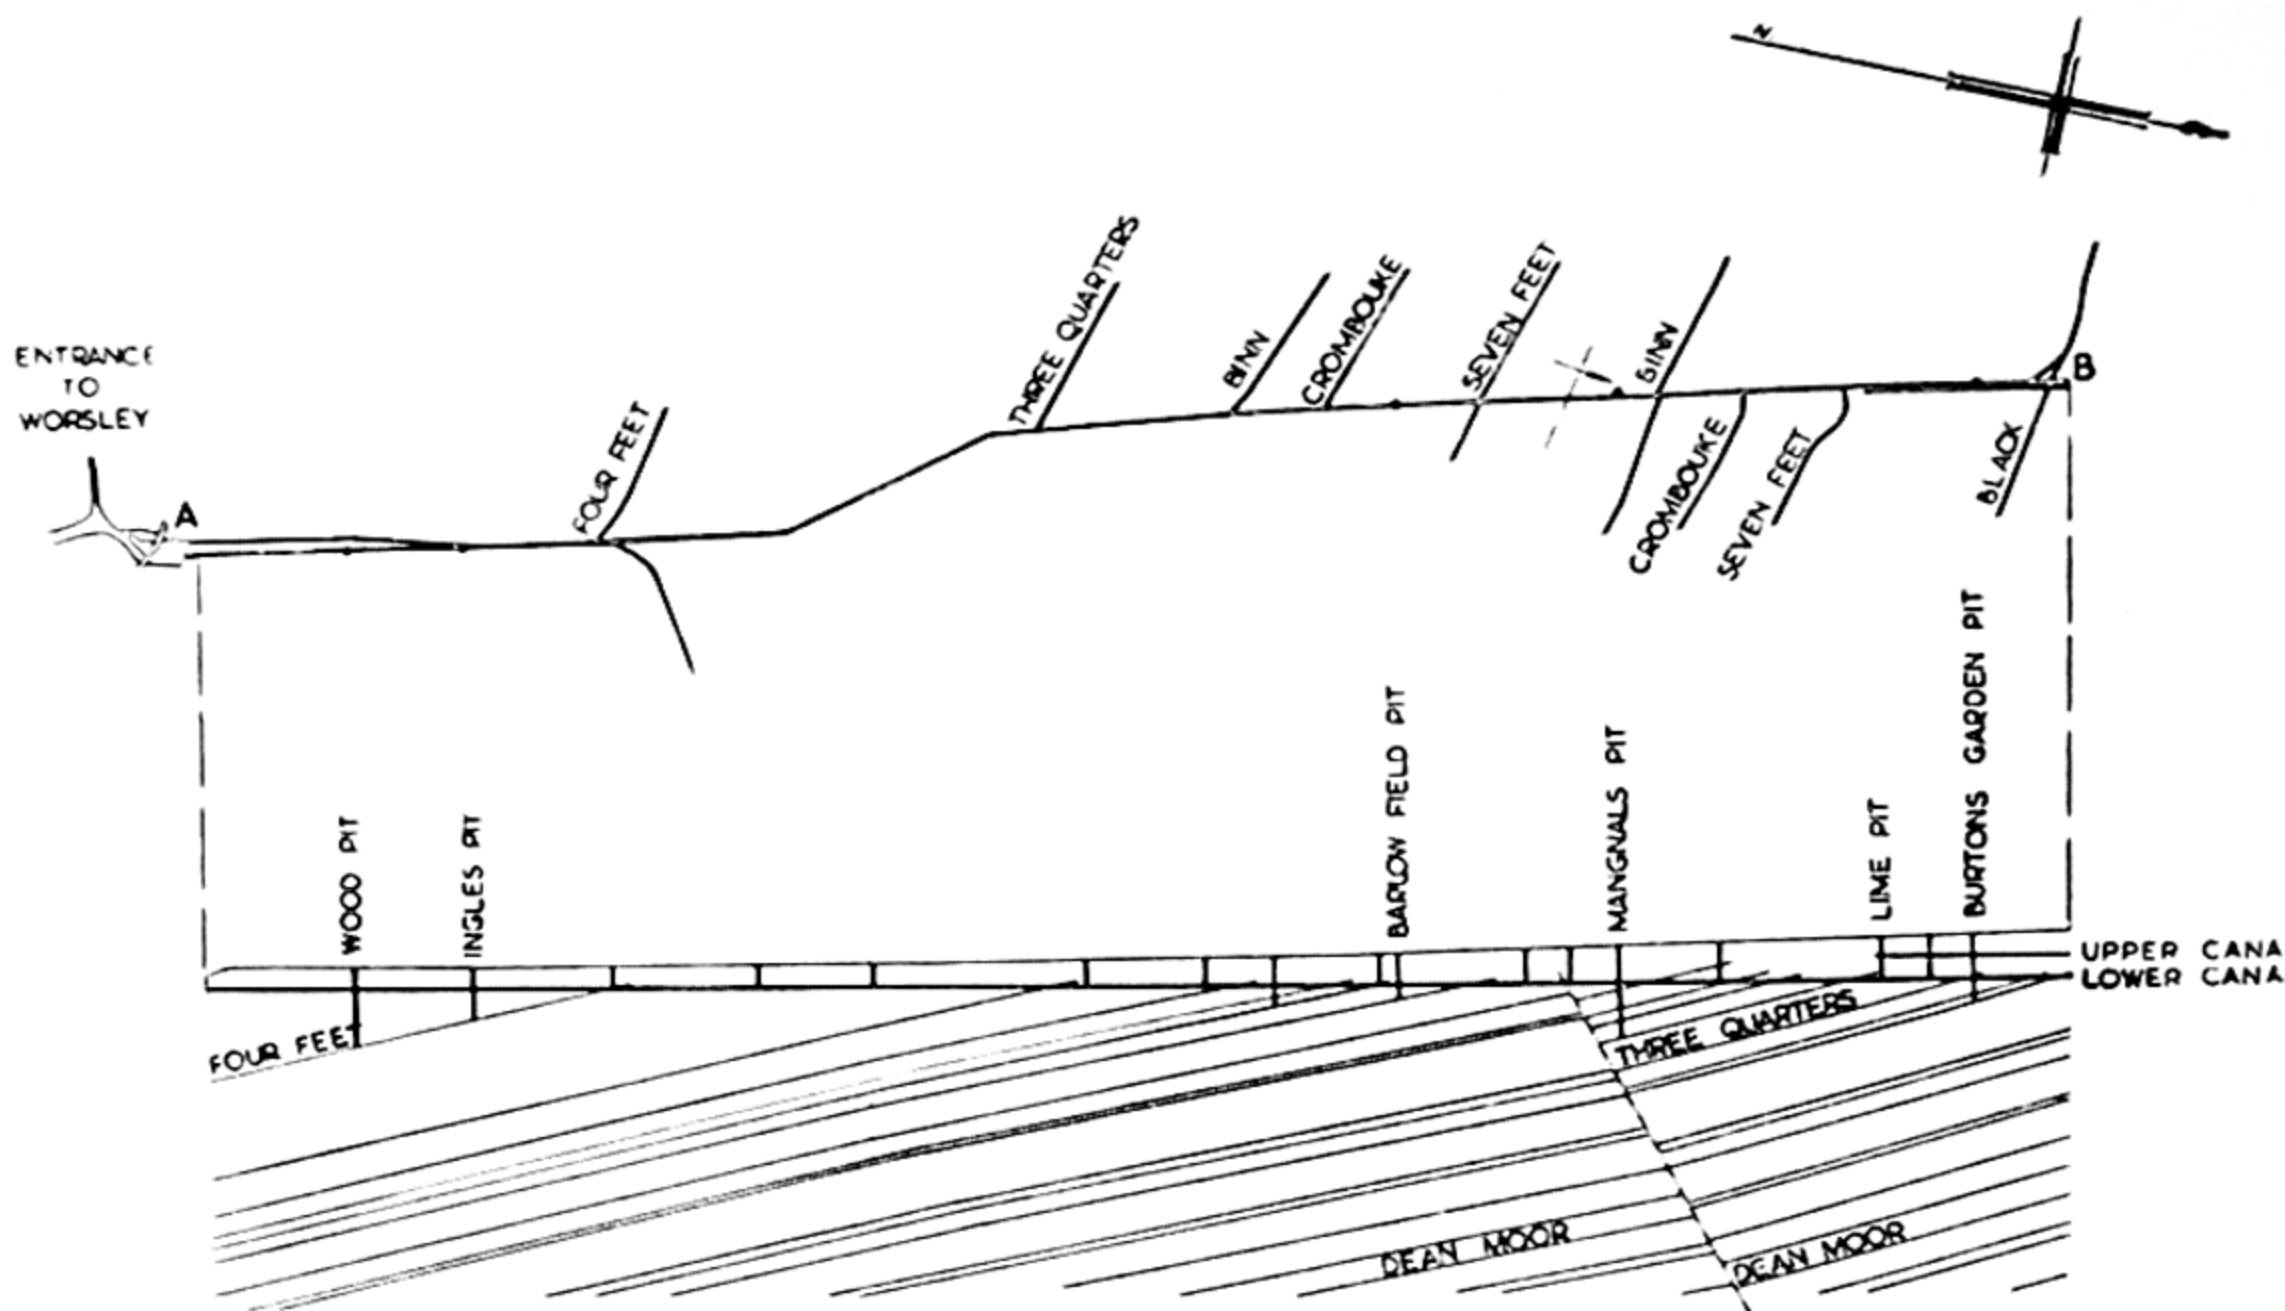 N
ENTRANCE
TO
WORSLEY
A
FOUR FEET
THREE QUARTERS
BINN
CROMBOUKE
SEVEN FEET
BINN
CROMBOUKE
SEVEN FEET
BLACK
B
WOOD PIT
INGLES PIT
BARLOW FIELD PIT
MANGNALS PIT
LIME PIT
BURTONS GARDEN PIT
UPPER CANA
LOWER CANA
FOUR FEET
THREE QUARTERS
DEAN MOOR
DEAN MOOR